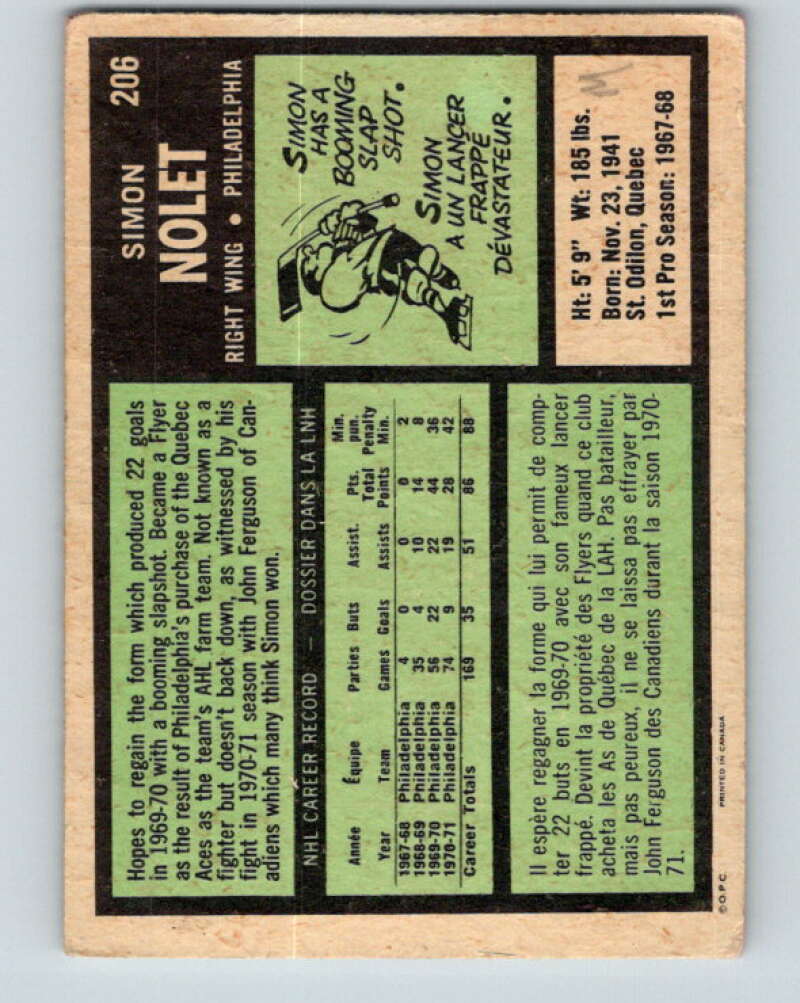 SIMON 206
NOLET
RIGHT WING • PHILADELPHIA
Hopes to regain the form which produced 22 goals
in 1969-70 with a booming slapshot. Became a Flyer
as the result of Philadelphia's purchase of the Quebec
Aces as the team's AHL farm team. Not known as a
fighter but doesn't back down, as witnessed by his
fight in 1970-71 season with John Ferguson of Can-
adiens which many think Simon won.
SIMON
HAS A
BOOMING
SLAP
SHOT.
SIMON
A UN LANCER
FRAPPÉ
DÉVASTATEUR.
NHL CAREER RECORD — DOSSIER DANS LA LNH
Min.
Pts. pun.
Année Équipe Parties Buts Assist. Total Penalty
Year Team Games Goals Assists Points Min.
1967-68 Philadelphia 4 0 0 0 2
1968-69 Philadelphia 35 4 10 14 8
1969-70 Philadelphia 56 22 22 44 36
1970-71 Philadelphia 74 9 19 28 42
Career Totals 169 35 51 86 88
M
Ht: 5' 9" Wt: 185 lbs.
Born: Nov. 23, 1941
St. Odilon, Quebec
1st Pro Season: 1967-68
Il espère regagner la forme qui lui permit de comp-
ter 22 buts en 1969-70 avec son fameux lancer
frappé. Devint la propriété des Flyers quand ce club
acheta les As de Québec de la LAH. Pas batailleur,
mais pas peureux, il ne se laissa pas effrayer par
John Ferguson des Canadiens durant la saison 1970-
71.
© O.P.C. PRINTED IN CANADA